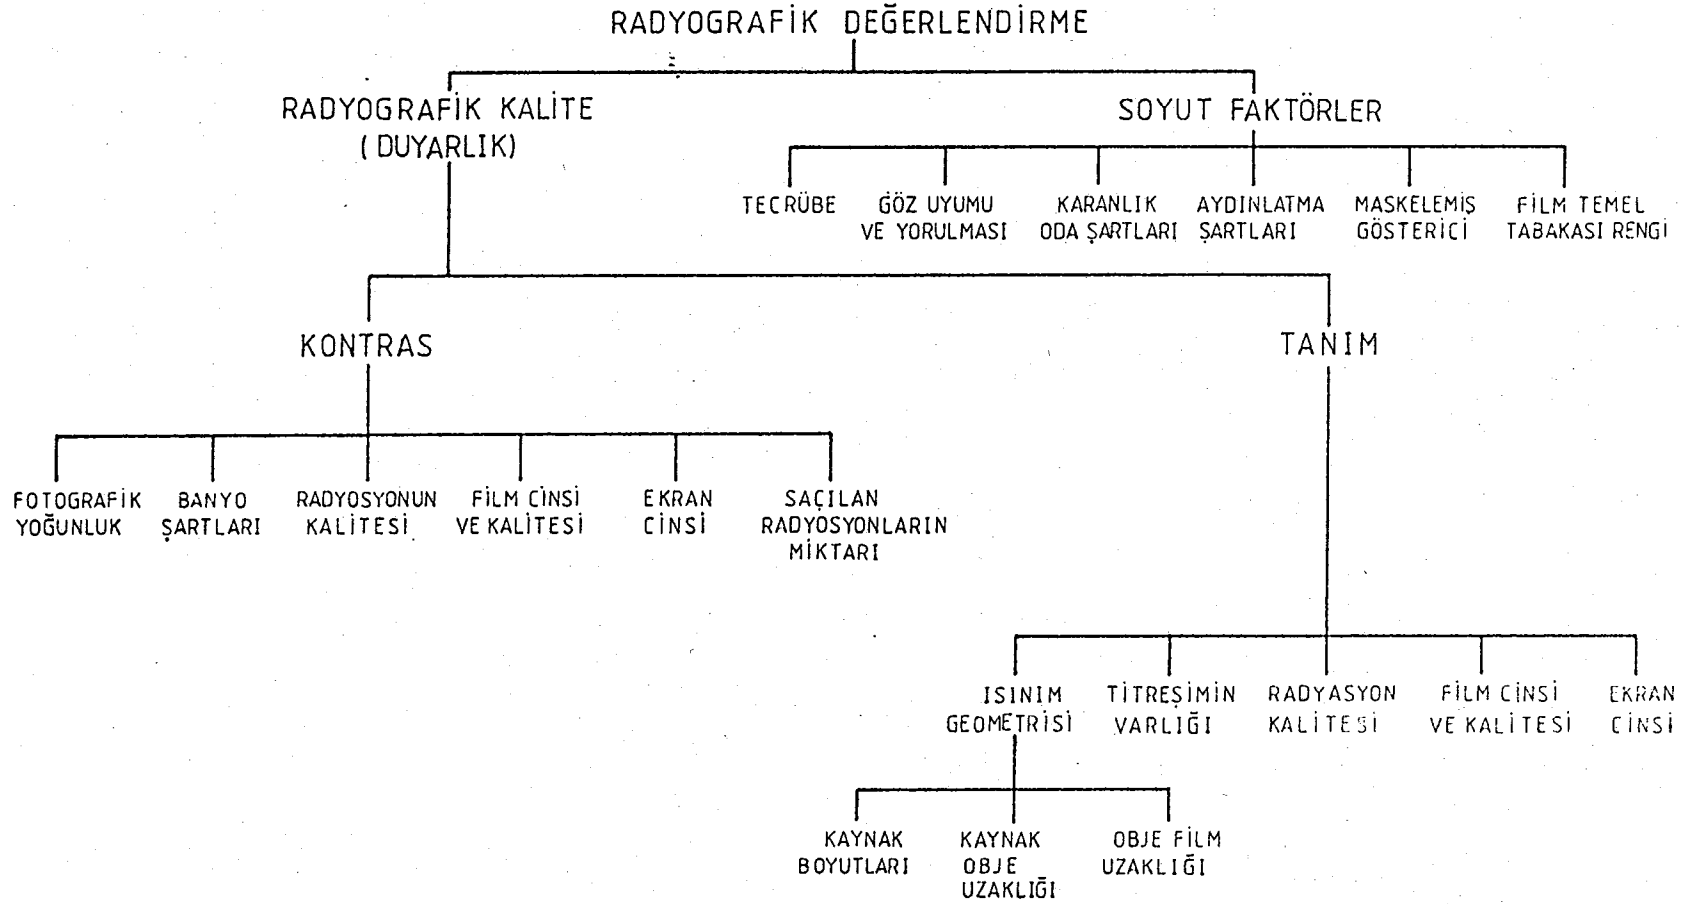 RADYOGRAFİK DEĞERLENDİRME
RADYOGRAFİK KALİTE
(DUYARLIK)
SOYUT FAKTÖRLER
TECRÜBE
GÖZ UYUMU
VE YORULMASI
KARANLIK
ODA ŞARTLARI
AYDINLATMA
ŞARTLARI
MASKELEMİŞ
GÖSTERİCİ
FİLM TEMEL
TABAKASI RENGİ
KONTRAS
TANIM
FOTOGRAFİK
YOĞUNLUK
BANYO
ŞARTLARI
RADYOSYONUN
KALİTESİ
FİLM CİNSİ
VE KALİTESİ
EKRAN
CİNSİ
SAÇILAN
RADYOSYONLARIN
MİKTARI
ISINIM
GEOMETRİSİ
TİTREŞİMİN
VARLIĞI
RADYASYON
KALİTESİ
FİLM CİNSİ
VE KALİTESİ
EKRAN
CİNSİ
KAYNAK
BOYUTLARI
KAYNAK
OBJE
UZAKLIĞI
OBJE FİLM
UZAKLIĞI